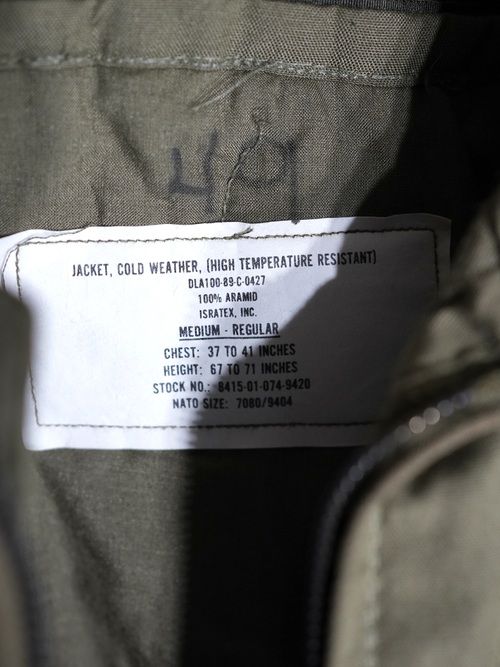 49
JACKET, COLD WEATHER, (HIGH TEMPERATURE RESISTANT)
DLA100-89-C-0427
100% ARAMID
ISRATEX, INC.
MEDIUM - REGULAR
CHEST: 37 TO 41 INCHES
HEIGHT: 67 TO 71 INCHES
STOCK NO.: 8415-01-074-9420
NATO SIZE: 7080/9404